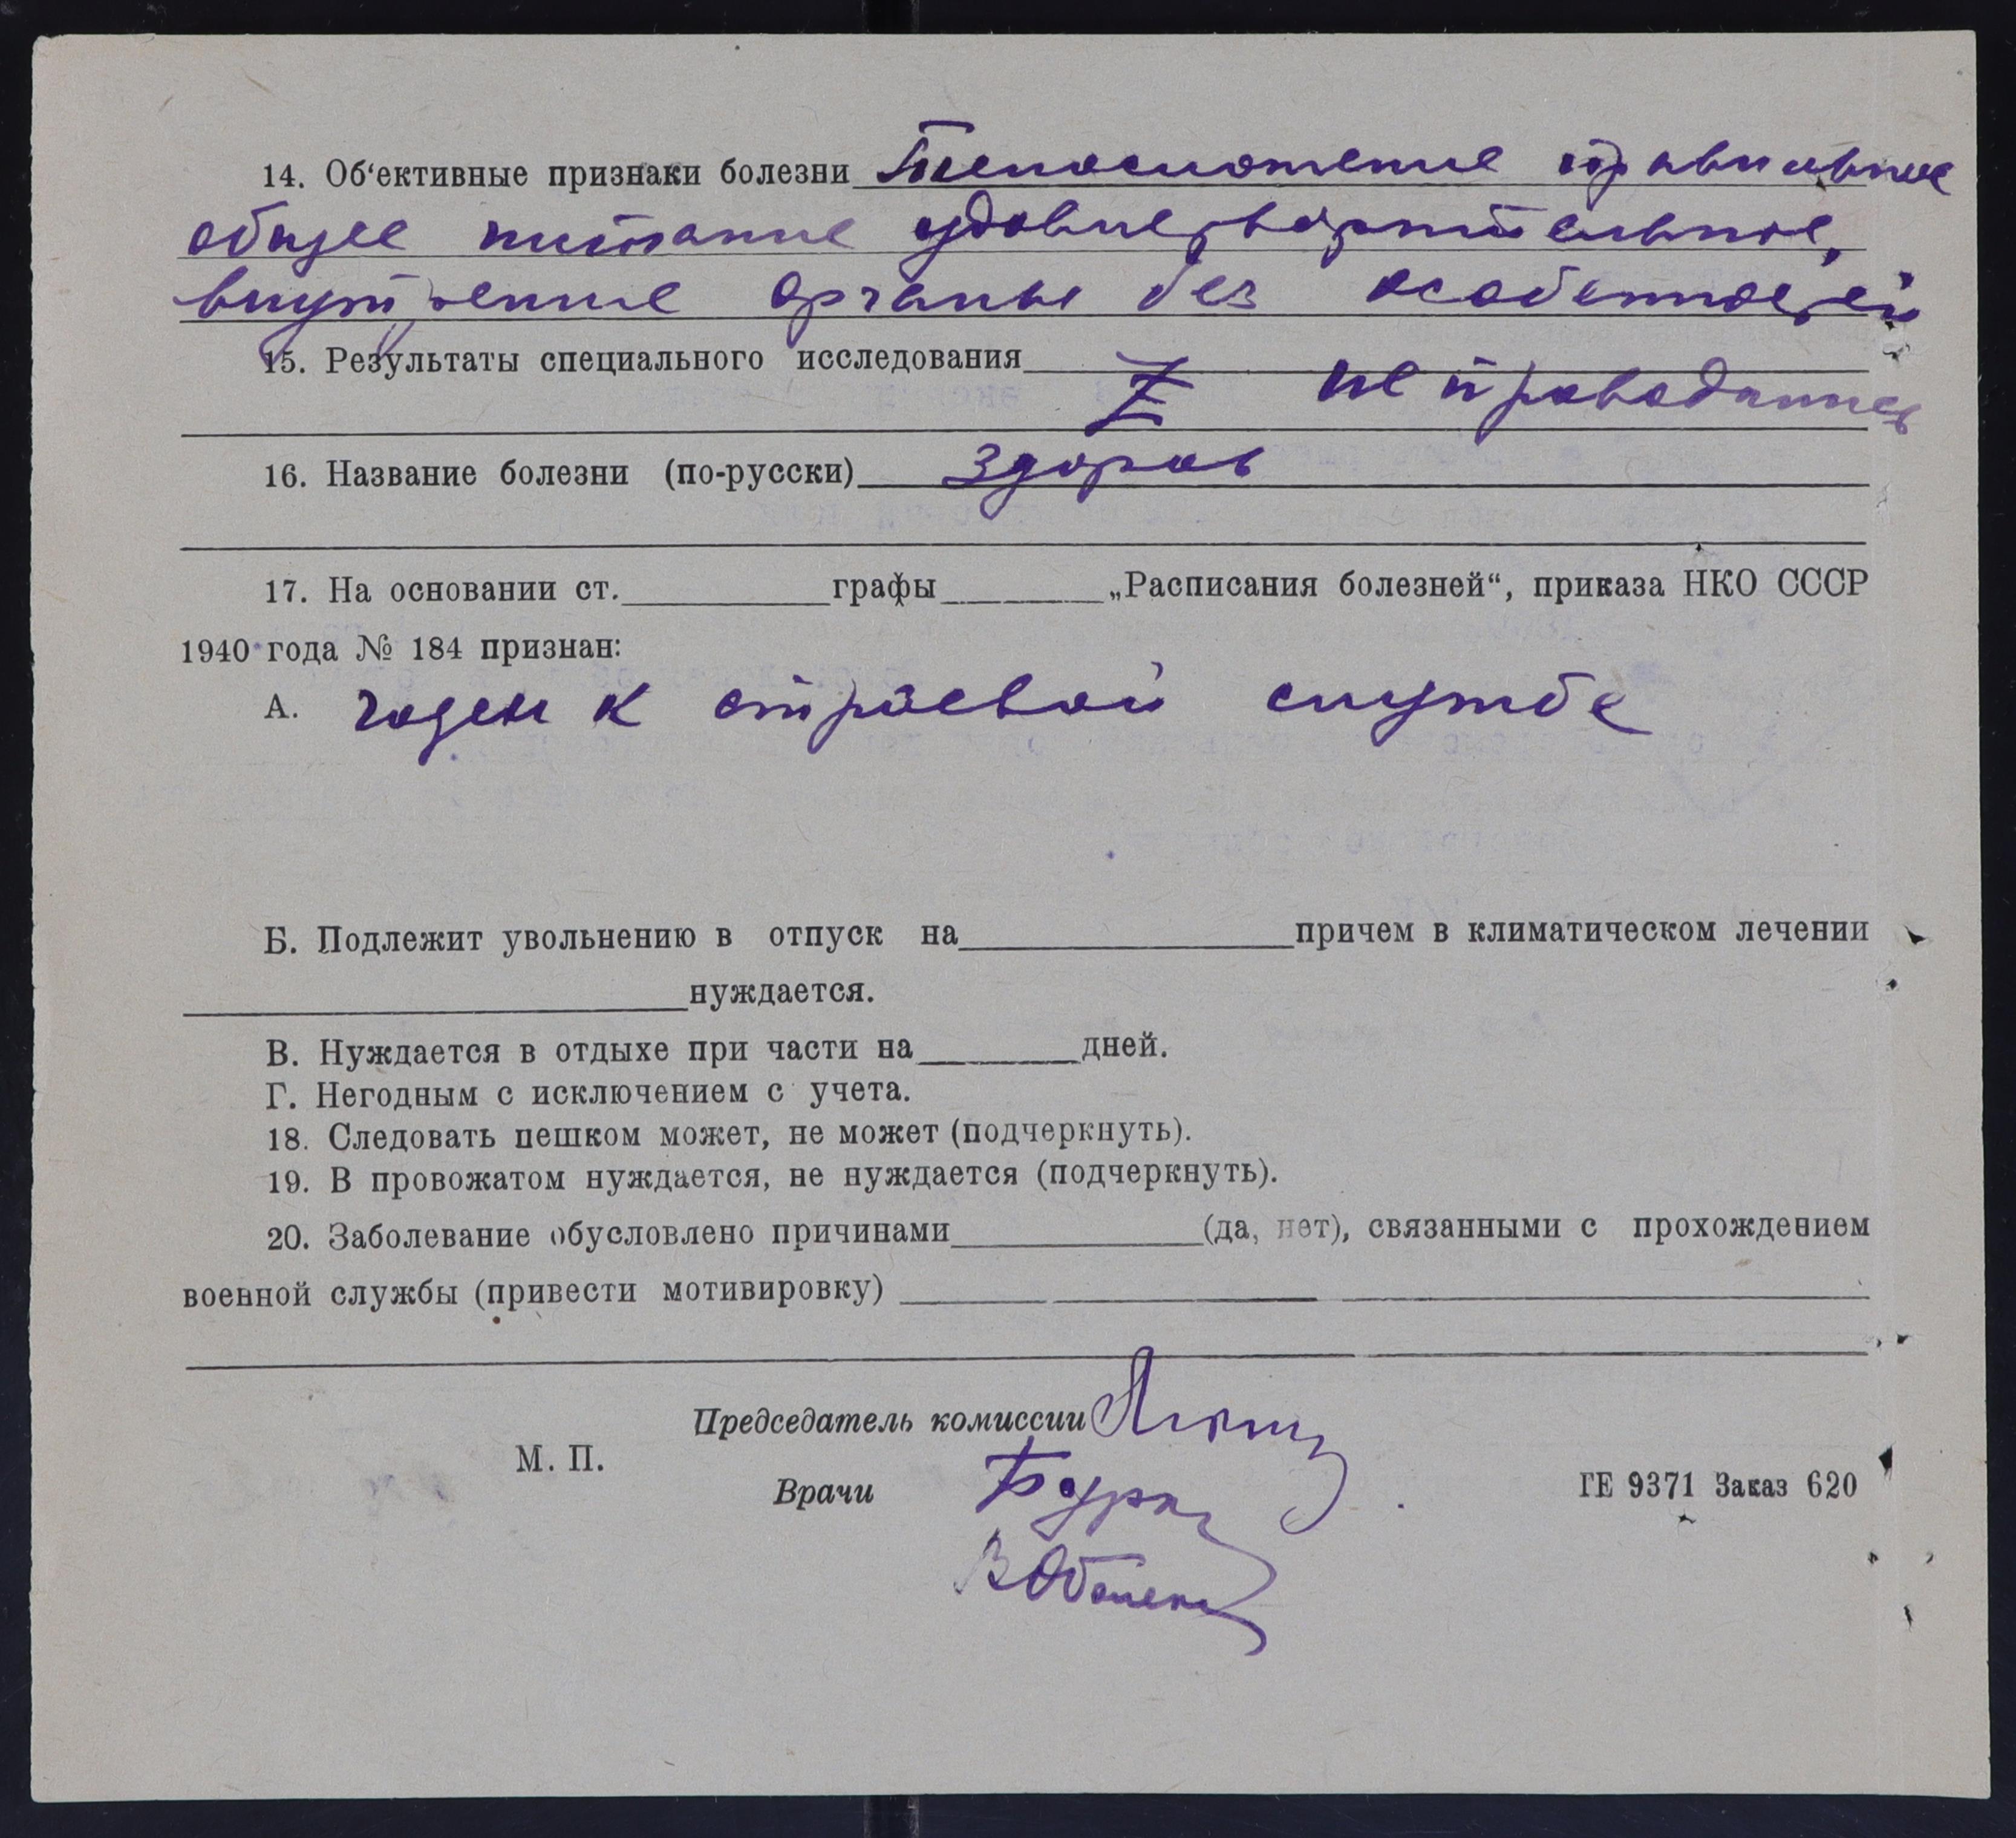 14. Об‘ективные признаки болезни Телосложение правильное
общее питание удовлетворительное,
внутренние органы без особенностей
15. Результаты специального исследования
не проводились
16. Название болезни (по-русски) здоров
17. На основании ст. графы „Расписания болезней“, приказа НКО СССР
1940 года № 184 признан:
А. годен к строевой службе
Б. Подлежит увольнению в отпуск на причем в климатическом лечении
нуждается.
В. Нуждается в отдыхе при части на дней.
Г. Негодным с исключением с учета.
18. Следовать пешком может, не может (подчеркнуть).
19. В провожатом нуждается, не нуждается (подчеркнуть).
20. Заболевание обусловлено причинами (да, нет), связанными с прохождением
военной службы (привести мотивировку)
Председатель комиссии
М. П.
Врачи
ГЕ 9371 Заказ 620